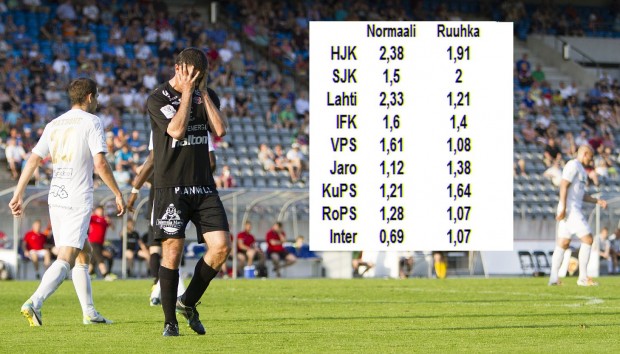 Normaali Ruuhka
HJK 2,38 1,91
SJK 1,5 2
Lahti 2,33 1,21
IFK 1,6 1,4
VPS 1,61 1,08
Jaro 1,12 1,38
KuPS 1,21 1,64
RoPS 1,28 1,07
Inter 0,69 1,07
ENERGIA
halton